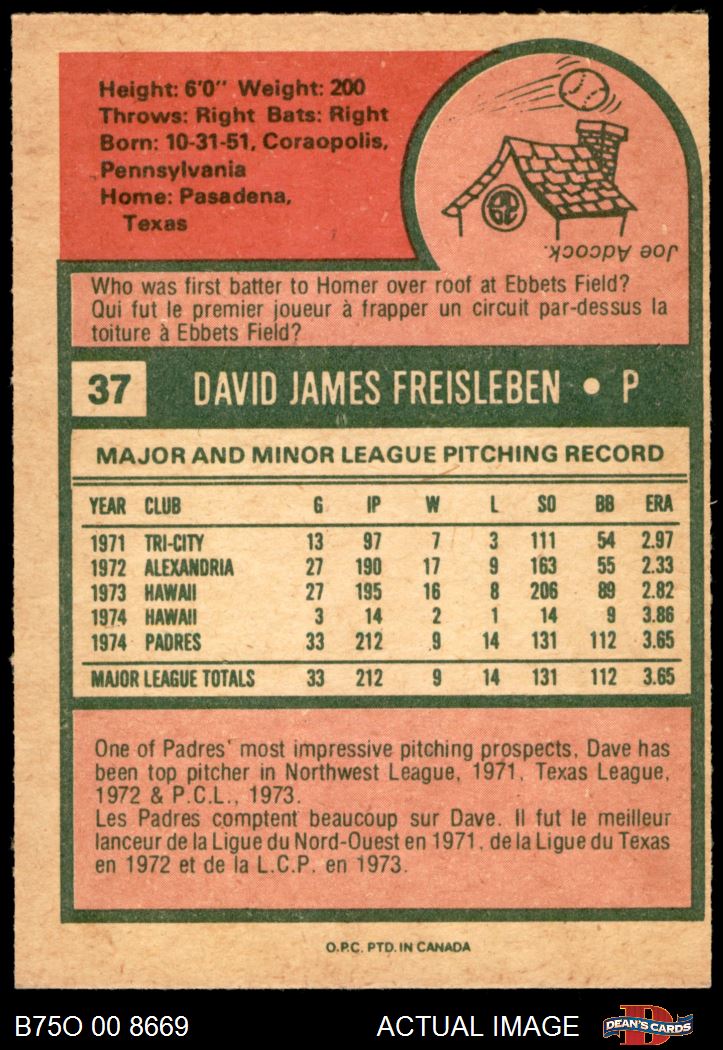 Height: 6'0" Weight: 200
Throws: Right Bats: Right
Born: 10-31-51, Coraopolis,
Pennsylvania
Home: Pasadena,
Texas
Joe Adcock.
Who was first batter to Homer over roof at Ebbets Field?
Qui fut le premier joueur à frapper un circuit par-dessus la
toiture à Ebbets Field?
37 DAVID JAMES FREISLEBEN • P
MAJOR AND MINOR LEAGUE PITCHING RECORD
YEAR CLUB G IP W L SO BB ERA
1971 TRI-CITY 13 97 7 3 111 54 2.97
1972 ALEXANDRIA 27 190 17 9 163 55 2.33
1973 HAWAII 27 195 16 8 206 89 2.82
1974 HAWAII 3 14 2 1 14 9 3.86
1974 PADRES 33 212 9 14 131 112 3.65
MAJOR LEAGUE TOTALS 33 212 9 14 131 112 3.65
One of Padres' most impressive pitching prospects, Dave has
been top pitcher in Northwest League, 1971, Texas League,
1972 & P.C.L., 1973.
Les Padres comptent beaucoup sur Dave. Il fut le meilleur
lanceur de la Ligue du Nord-Ouest en 1971, de la Ligue du Texas
en 1972 et de la L.C.P. en 1973.
O.P.C. PTD. IN CANADA
B75O 00 8669 ACTUAL IMAGE DEAN'S CARDS